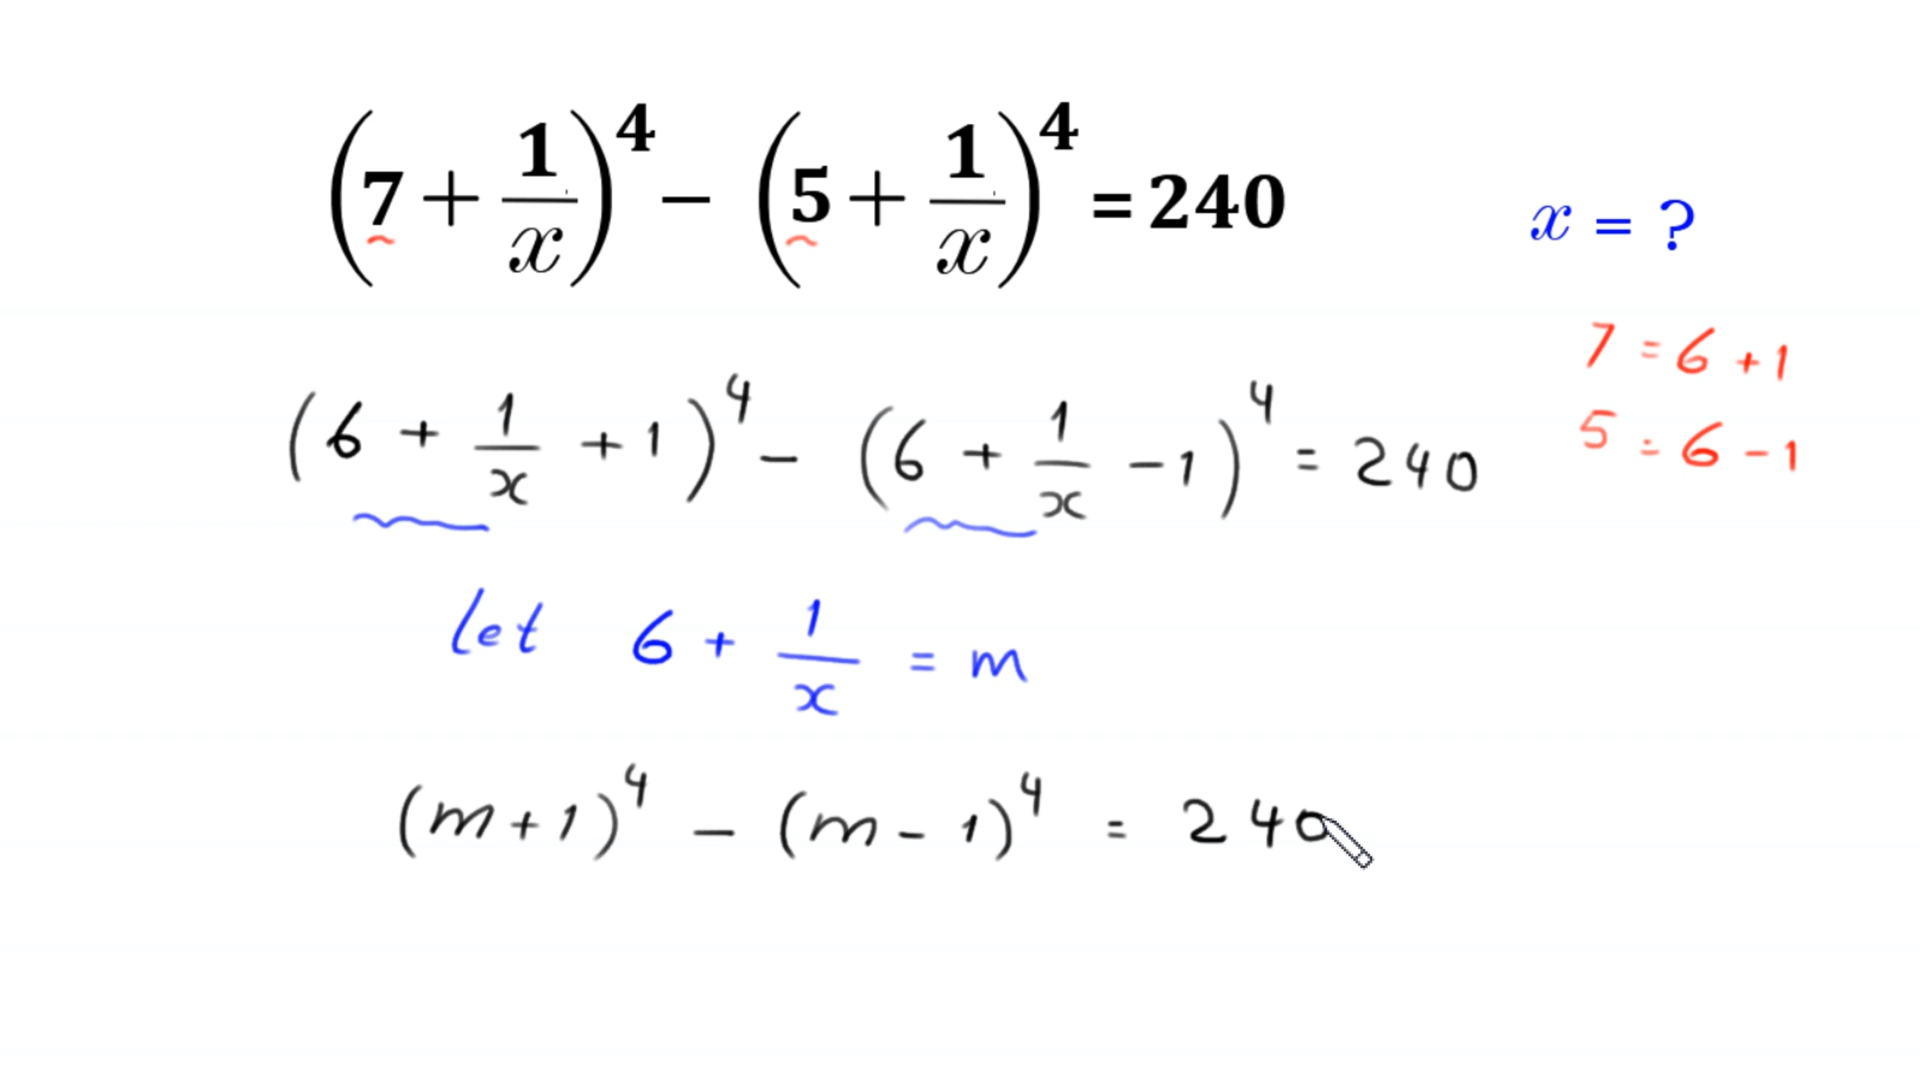 (7 + 1/x)⁴ − (5 + 1/x)⁴ = 240
x = ?
7 = 6 + 1
5 = 6 − 1
(6 + 1/x + 1)⁴ − (6 + 1/x − 1)⁴ = 240
let 6 + 1/x = m
(m + 1)⁴ − (m − 1)⁴ = 240